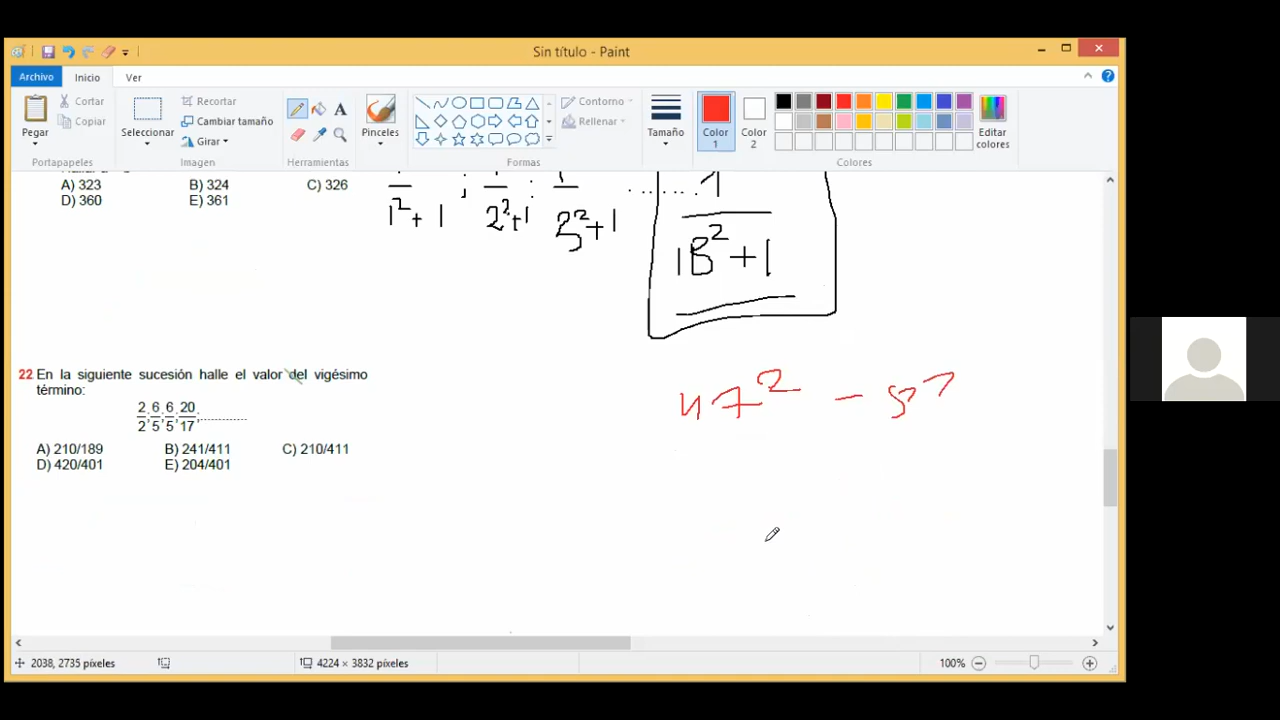 Sin título - Paint
Archivo Inicio Ver
Pegar
Cortar
Copiar
Portapapeles
Seleccionar
Recortar
Cambiar tamaño
Girar
Imagen
A
Herramientas
Pinceles
Contorno
Rellenar
Formas
Tamaño
Color 1
Color 2
Editar colores
Colores
A) 323 B) 324 C) 326
D) 360 E) 361
1²+1 ; 2²+1 ; 3²+1 ........ 1
18²+1
22 En la siguiente sucesión halle el valor del vigésimo
término:
2/2, 6/5, 6/5, 20/17, ............
A) 210/189 B) 241/411 C) 210/411
D) 420/401 E) 204/401
47² -
2038, 2735 píxeles
4224 × 3832 píxeles
100%